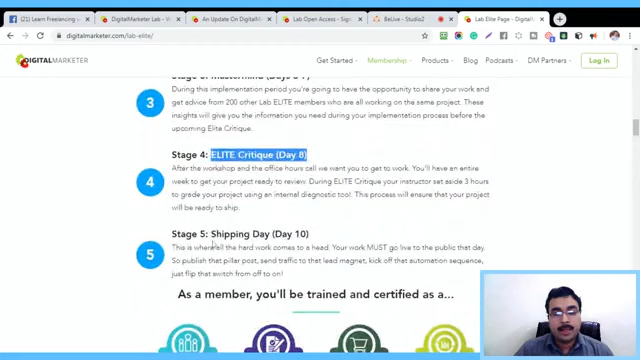 (21) Learn Freelancing v
DigitalMarketer Lab - W
An Update On DigitalM
Lab Open Access - Sign
BeLive - Studio2
Lab Elite Page - Digital
digitalmarketer.com/lab-elite/
DIGITALMARKETER
Get Started
Membership
Products
Blog
Podcasts
DM Partners
Log In
3
During this implementation period you're going to have the opportunity to share your work and
get advice from 200 other Lab ELITE members who are all working on the same project. These
insights will give you the information you need during your implementation process before the
upcoming Elite Critique.
Stage 4: ELITE Critique (Day 8)
4
After the workshop and the office hours call we want you to get to work. You'll have an entire
week to get your project ready to review. During ELITE Critique your instructor set aside 3 hours
to grade your project using an internal diagnostic tool. This process will ensure that your project
will be ready to ship.
Stage 5: Shipping Day (Day 10)
5
This is where all the hard work comes to a head. Your work MUST go live to the public that day.
So publish that pillar post, send traffic to that lead magnet, kick off that automation sequence,
just flip that switch from off to on!
As a member, you'll be trained and certified as a...